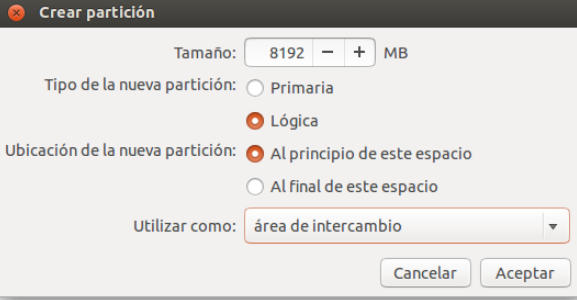 Crear partición
Tamaño: 8192 − + MB
Tipo de la nueva partición: Primaria
Lógica
Ubicación de la nueva partición: Al principio de este espacio
Al final de este espacio
Utilizar como: área de intercambio
Cancelar Aceptar